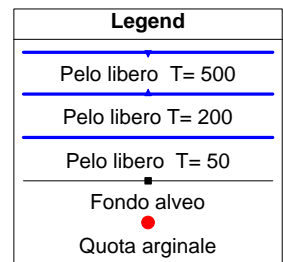 Legend
Pelo libero T= 500
Pelo libero T= 200
Pelo libero T= 50
Fondo alveo
Quota arginale